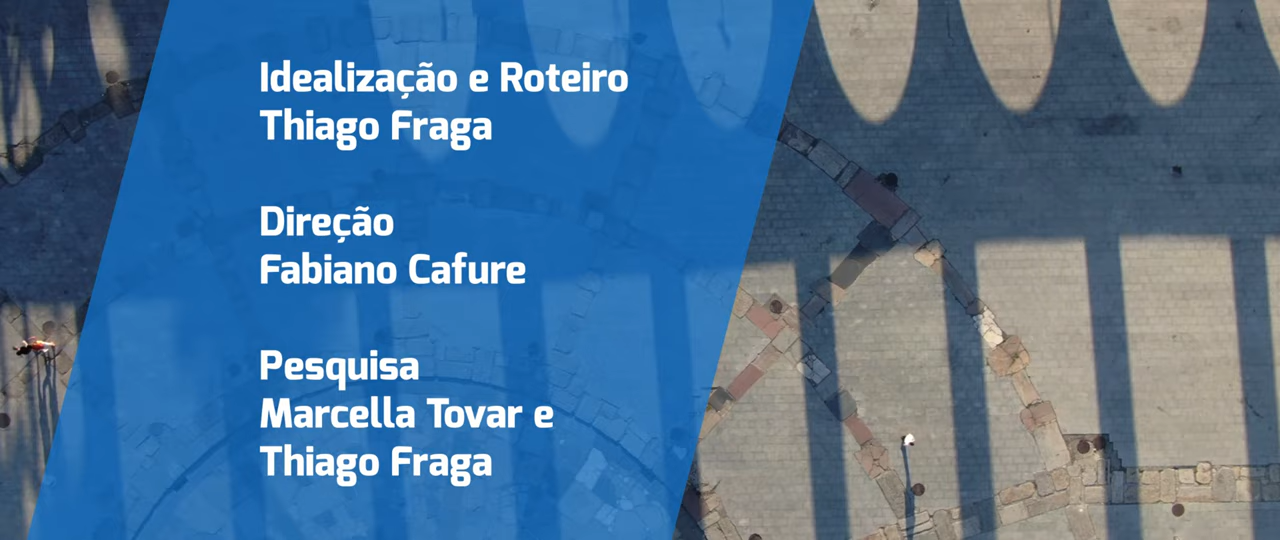 Idealização e Roteiro
Thiago Fraga
Direção
Fabiano Cafure
Pesquisa
Marcella Tovar e
Thiago Fraga